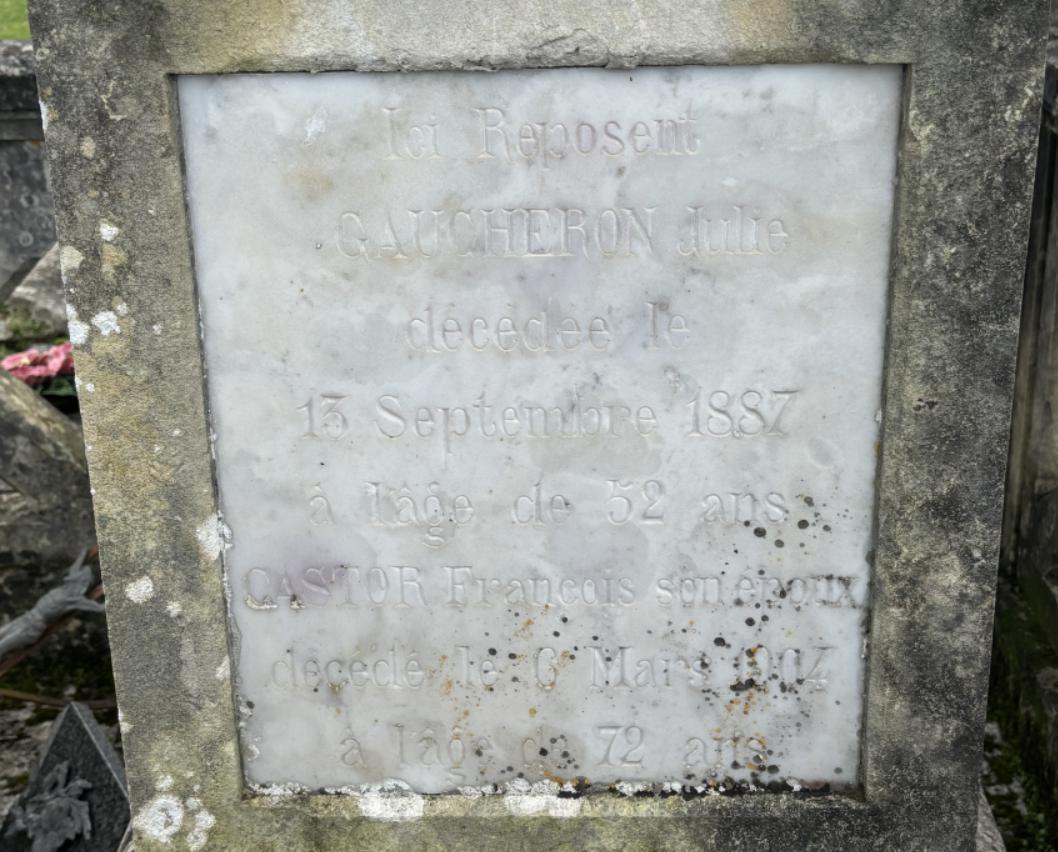 Ici Reposent
GAUCHERON Julie
décédée le
13 Septembre 1887
à l'âge de 52 ans
CASTOR François son époux
décédé le 6 Mars 1904
à l'âge de 72 ans